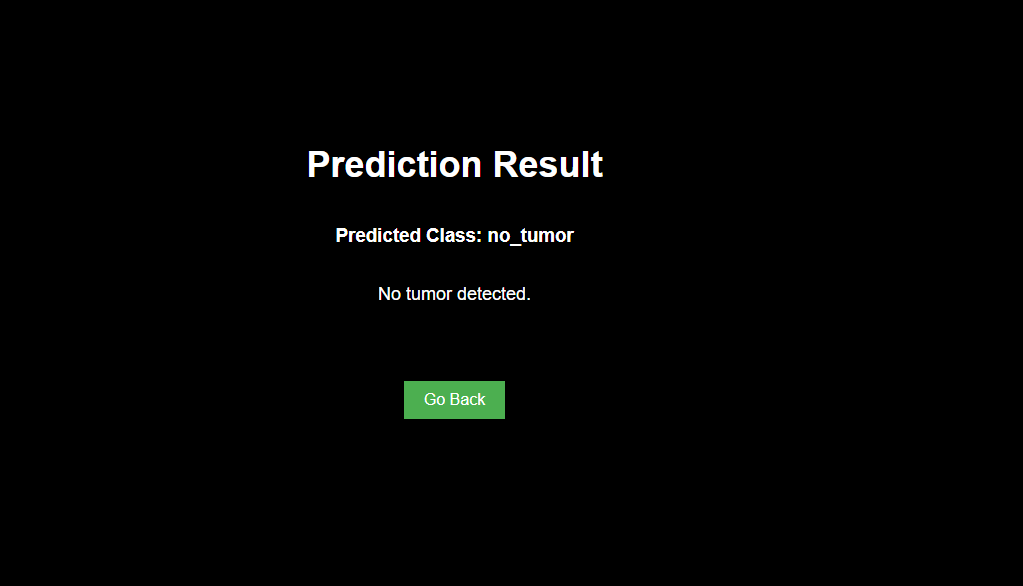 Prediction Result
Predicted Class: no_tumor
No tumor detected.
Go Back